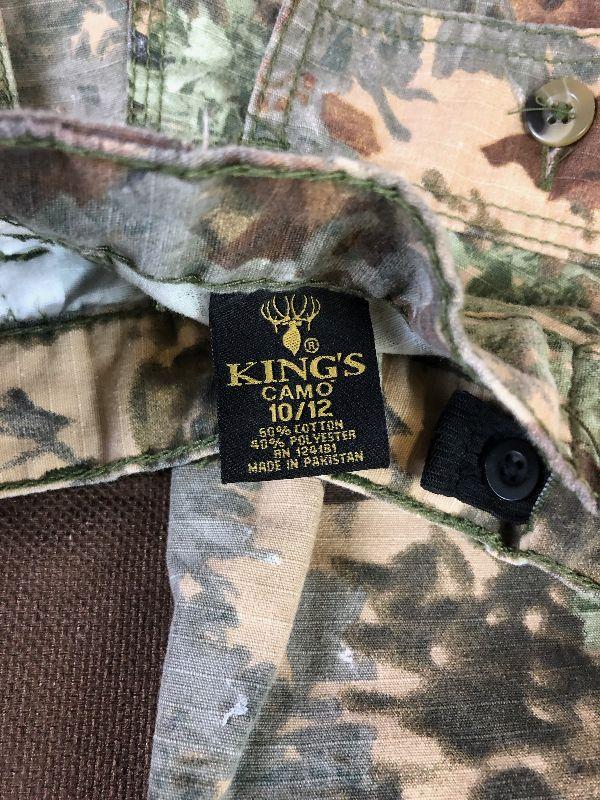 ®
KING'S
CAMO
10/12
60% COTTON
40% POLYESTER
RN 124181
MADE IN PAKISTAN